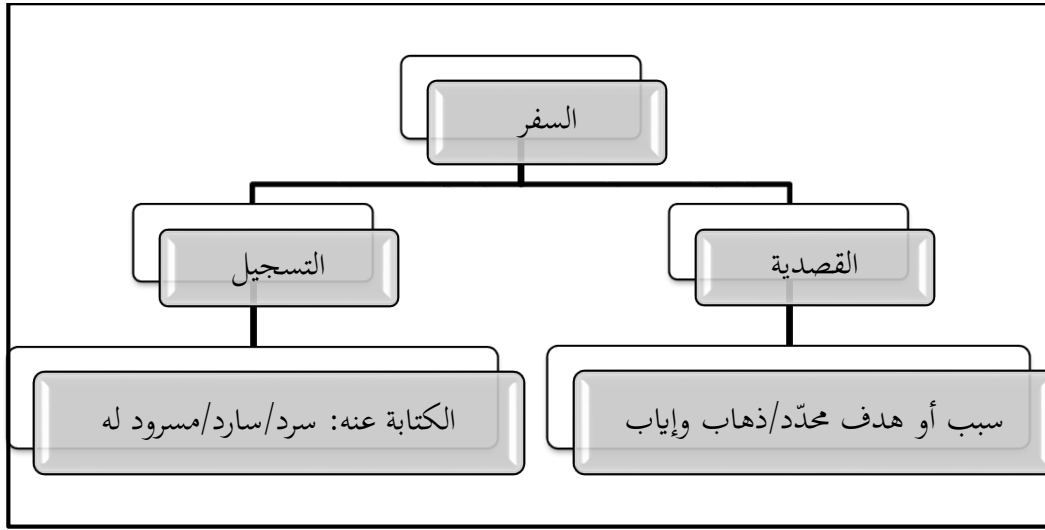 السفر
القصدية
التسجيل
سبب أو هدف محدّد/ذهاب وإياب
الكتابة عنه: سرد/سارد/مسرود له